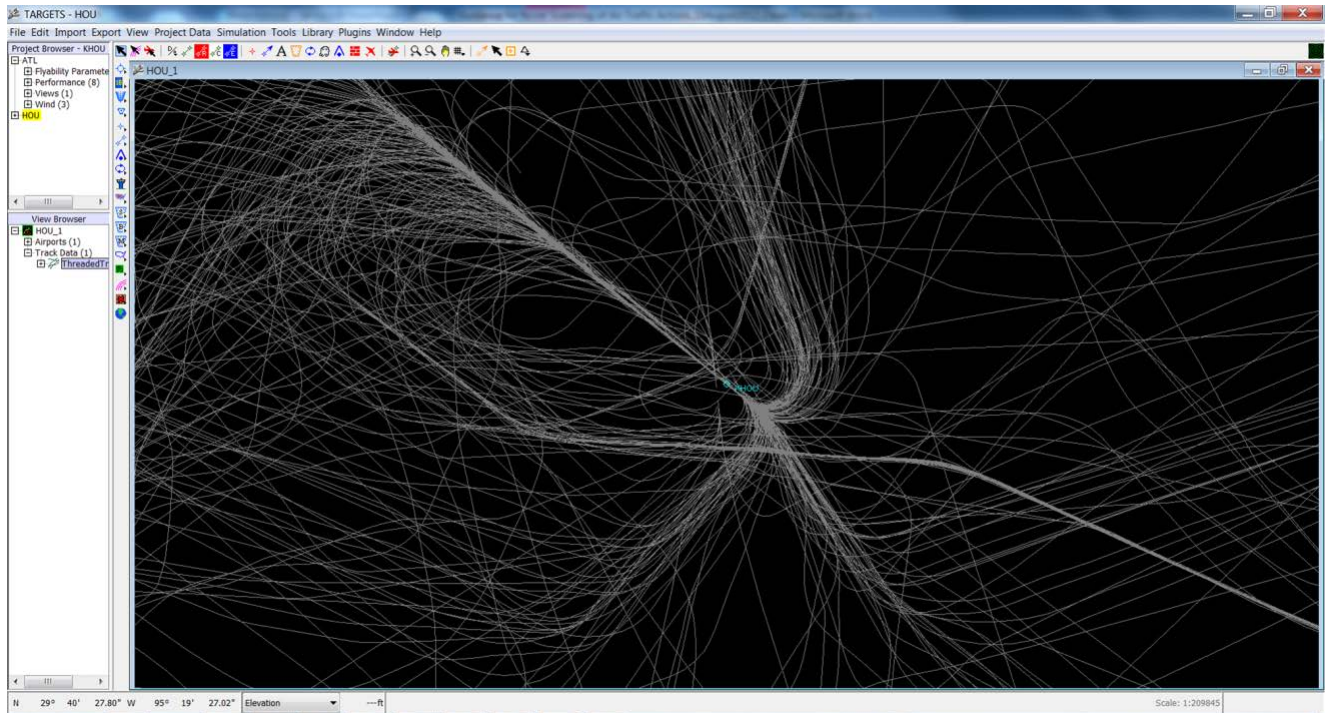 TARGETS - HOU
File Edit Import Export View Project Data Simulation Tools Library Plugins Window Help
Project Browser - KHOU
ATL
Flyability Paramete
Performance (8)
Views (1)
Wind (3)
HOU
View Browser
HOU_1
Airports (1)
Track Data (1)
ThreadedTr
HOU_1
KHOU
N 29° 40' 27.80" W 95° 19' 27.02" Elevation ---ft Scale: 1:209845